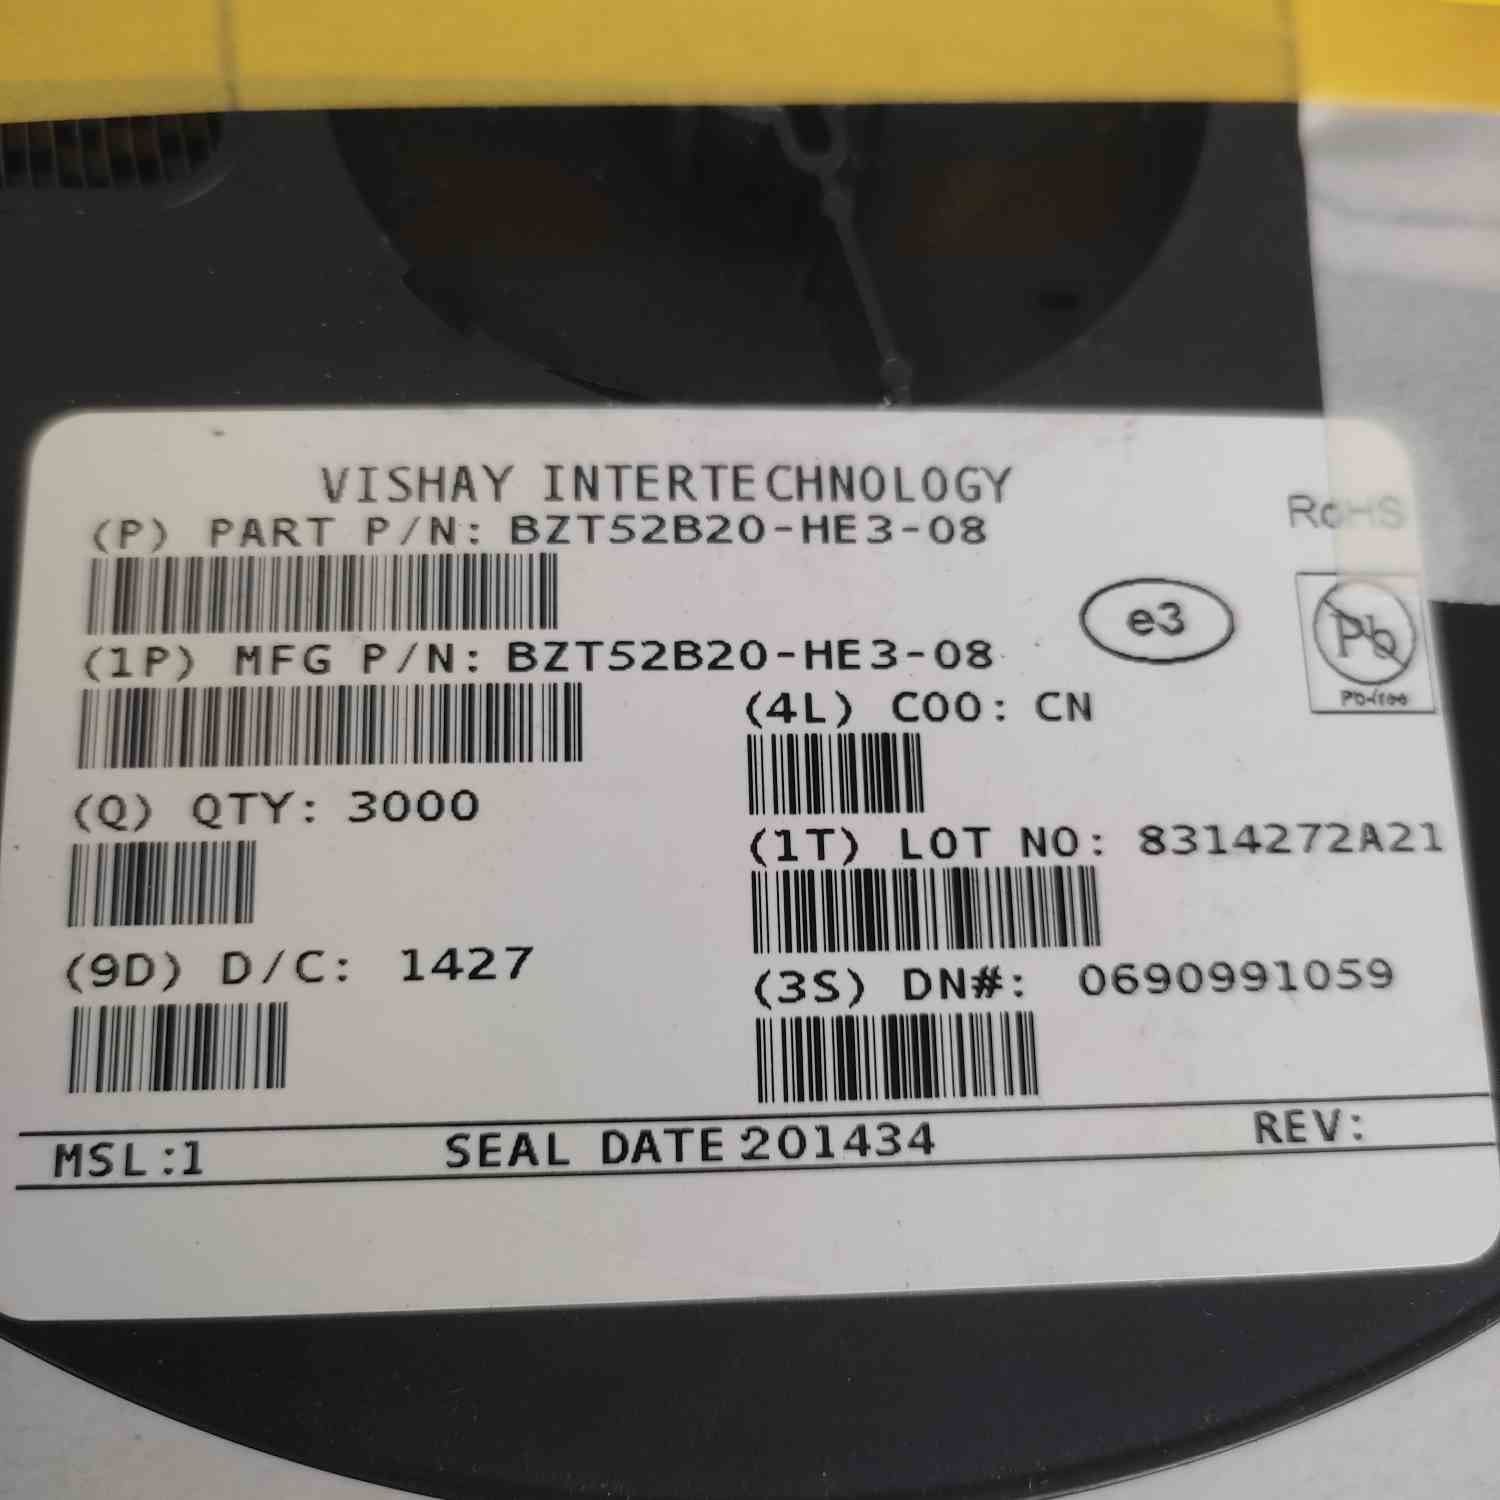 VISHAY INTERTECHNOLOGY
(P) PART P/N: BZT52B20-HE3-08
RoHS
(1P) MFG P/N: BZT52B20-HE3-08
e3
Pb
Pb-free
(4L) COO: CN
(Q) QTY: 3000
(1T) LOT NO: 8314272A21
(9D) D/C: 1427
(3S) DN#: 0690991059
MSL:1 SEAL DATE 201434 REV: